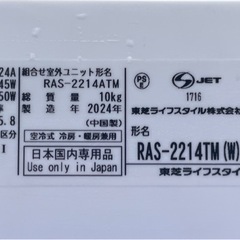 24A
組合せ室外ユニット形名
45W
RAS-2214ATM
50W
質量 10kg
製造 2024年
5.8
(中国製)
区分
空冷式 冷房・暖房兼用
I
日本国内専用品
Use only in Japan
PS
E
JET
1716
東芝ライフスタイル株式会社
形名
RAS-2214TM(W)
東芝ライフスタイ